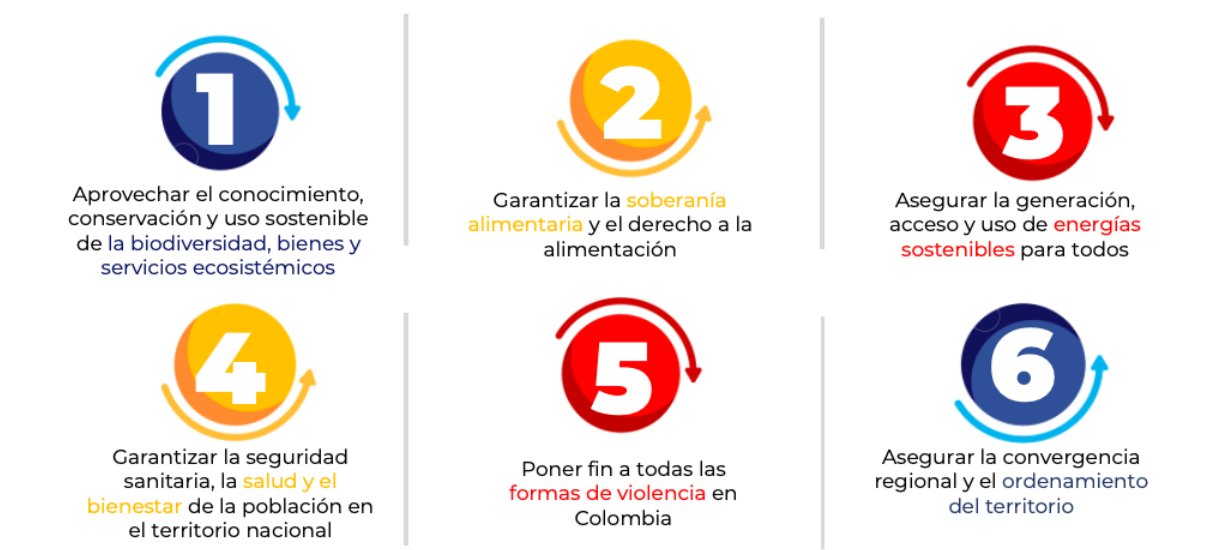 1
Aprovechar el conocimiento,
conservación y uso sostenible
de la biodiversidad, bienes y
servicios ecosistémicos
2
Garantizar la soberanía
alimentaria y el derecho a la
alimentación
3
Asegurar la generación,
acceso y uso de energías
sostenibles para todos
4
Garantizar la seguridad
sanitaria, la salud y el
bienestar de la población en
el territorio nacional
5
Poner fin a todas las
formas de violencia en
Colombia
6
Asegurar la convergencia
regional y el ordenamiento
del territorio